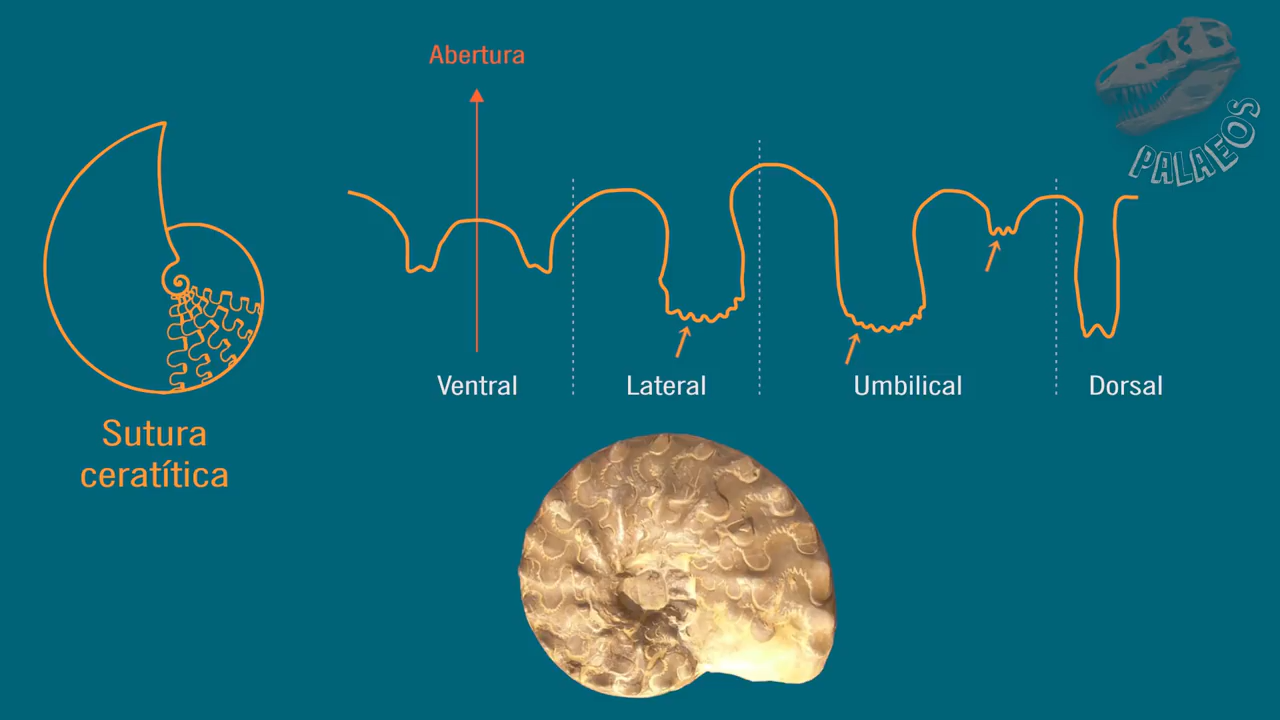 Abertura
PALAEOS
Ventral
Lateral
Umbilical
Dorsal
Sutura
ceratítica